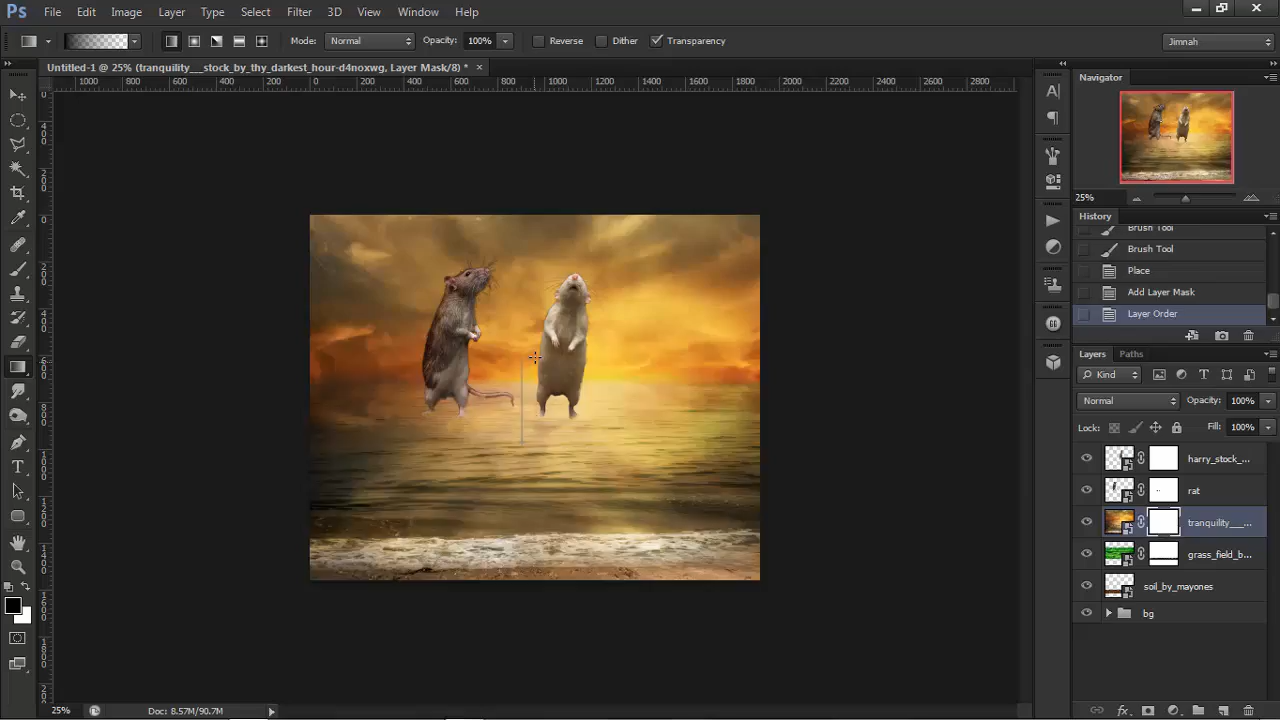 Ps File Edit Image Layer Type Select Filter 3D View Window Help
Mode: Normal Opacity: 100% Reverse Dither Transparency Jimnah
Untitled-1 @ 25% (tranquility___stock_by_thy_darkest_hour-d4noxwg, Layer Mask/8) * ×
1000 800 600 400 200 0 200 400 600 800 1000 1200 1400 1600 1800 2000 2200 2400 2600 2800
Navigator
25%
History
Brush Tool
Brush Tool
Place
Add Layer Mask
Layer Order
Layers Paths
Kind
Normal Opacity: 100%
Lock: Fill: 100%
harry_stock_...
rat
tranquility___...
grass_field_b...
soil_by_mayones
bg
25% Doc: 8.57M/90.7M